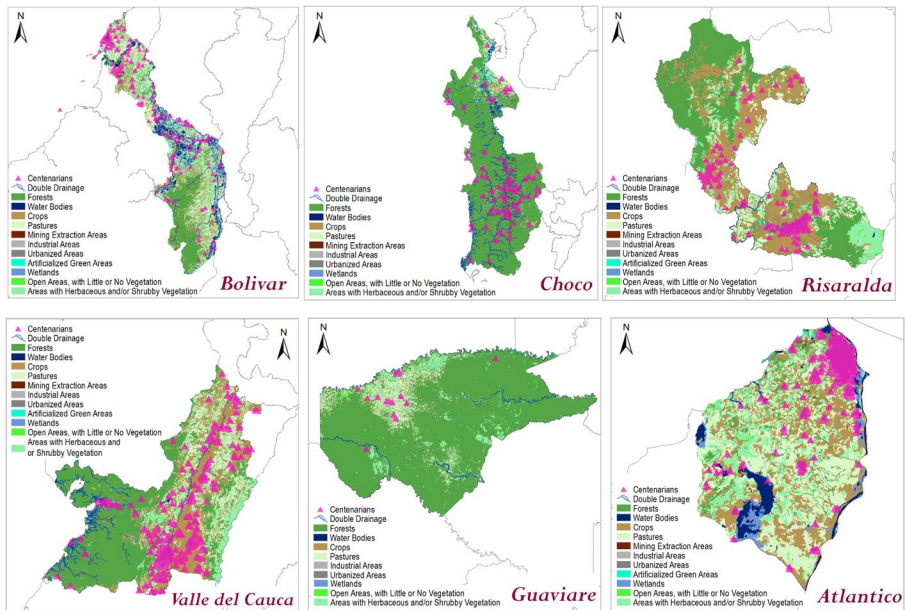 N
Centenarians
Double Drainage
Forests
Water Bodies
Crops
Pastures
Mining Extraction Areas
Industrial Areas
Urbanized Areas
Artificialized Green Areas
Wetlands
Open Areas, with Little or No Vegetation
Areas with Herbaceous and/or Shrubby Vegetation
Bolivar
N
Centenarians
Double Drainage
Forests
Water Bodies
Crops
Pastures
Mining Extraction Areas
Industrial Areas
Urbanized Areas
Artificialized Green Areas
Wetlands
Open Areas, with Little or No Vegetation
Areas with Herbaceous and/or Shrubby Vegetation
Choco
N
Centenarians
Double Drainage
Forests
Water Bodies
Crops
Pastures
Mining Extraction Areas
Industrial Areas
Urbanized Areas
Artificialized Green Areas
Wetlands
Open Areas, with Little or No Vegetation
Areas with Herbaceous and/or Shrubby Vegetation
Risaralda
N
Centenarians
Double Drainage
Forests
Water Bodies
Crops
Pastures
Mining Extraction Areas
Industrial Areas
Urbanized Areas
Artificialized Green Areas
Wetlands
Open Areas, with Little or No Vegetation
Areas with Herbaceous and
or Shrubby Vegetation
Valle del Cauca
N
Centenarians
Double Drainage
Forests
Water Bodies
Crops
Pastures
Industrial Areas
Urbanized Areas
Wetlands
Open Areas, with Little or No Vegetation
Areas with Herbaceous and/or Shrubby Vegetation
Guaviare
N
Centenarians
Double Drainage
Forests
Water Bodies
Crops
Pastures
Mining Extraction Areas
Industrial Areas
Urbanized Areas
Artificialized Green Areas
Wetlands
Open Areas, with Little or No Vegetation
Areas with Herbaceous and/or Shrubby Vegetation
Atlantico